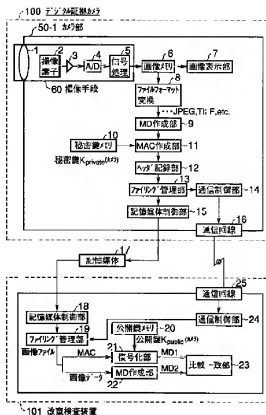 100 デジタル証拠カメラ
50-1 カメラ部
1
2
3
4
5
撮像素子
A/D
信号処理
60 撮像手段
6
画像メモリ
7
画像表示部
8
ファイルフォーマット変換
JPEG,
etc.
9
MD作成部
10
秘密鍵メモリ
秘密鍵Kprivate(カメラ)
11
MAC作成部
12
ヘッダ記録部
13
ファイリング管理部
14
通信制御部
15
記憶媒体制御部
16
通信回線
17
記憶媒体
25
通信回線
18
記憶媒体制御部
24
通信制御部
19
ファイリング管理部
20
公開鍵メモリ
公開鍵Kpublic(カメラ)
画像ファイル
MAC
21
信号化部
MD1
画像データ
22
MD作成部
MD2
比較一致部
23
101 改竄検査装置